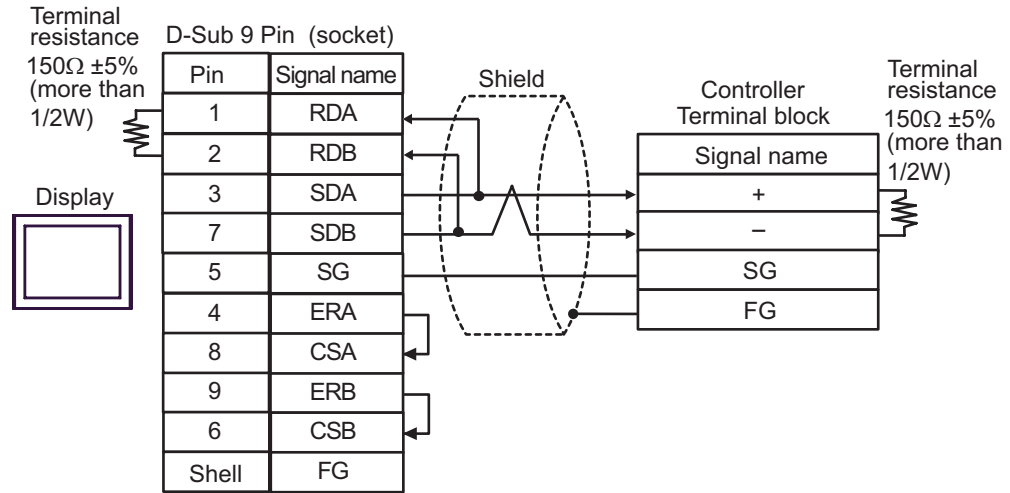 Terminal
resistance
150Ω ±5%
(more than
1/2W)
D-Sub 9 Pin (socket)
Pin Signal name
1 RDA
2 RDB
3 SDA
7 SDB
5 SG
4 ERA
8 CSA
9 ERB
6 CSB
Shell FG
Display
Shield
Controller
Terminal block
Signal name
+
–
SG
FG
Terminal
resistance
150Ω ±5%
(more than
1/2W)